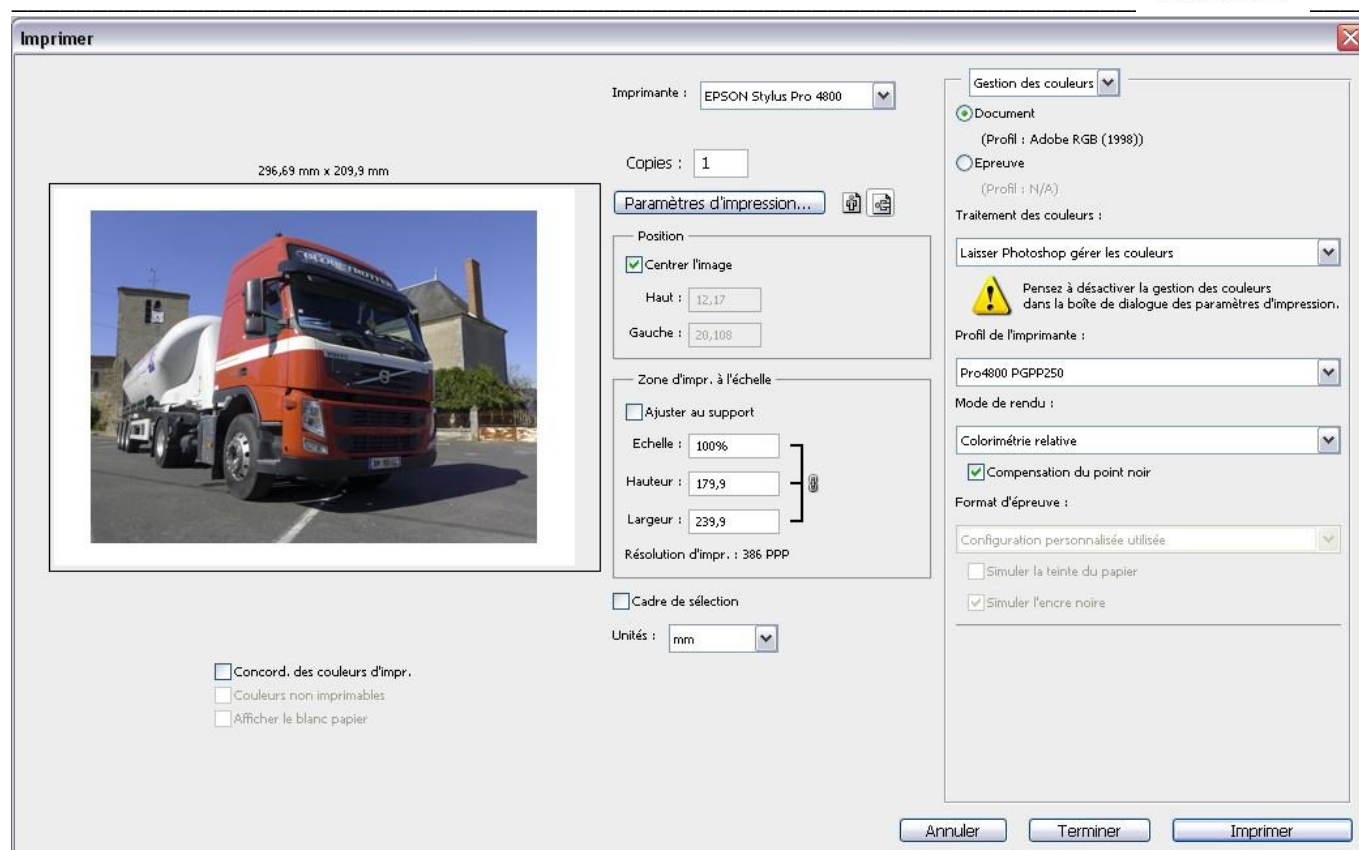 Imprimer
296,69 mm x 209,9 mm
GLOBETROTTER
VOLVO
Concord. des couleurs d'impr.
Couleurs non imprimables
Afficher le blanc papier
Imprimante :
EPSON Stylus Pro 4800
Copies :
1
Paramètres d'impression...
Position
Centrer l'image
Haut :
12,17
Gauche :
20,108
Zone d'impr. à l'échelle
Ajuster au support
Echelle :
100%
Hauteur :
179,9
Largeur :
239,9
Résolution d'impr. : 386 PPP
Cadre de sélection
Unités :
mm
Gestion des couleurs
Document
(Profil : Adobe RGB (1998))
Epreuve
(Profil : N/A)
Traitement des couleurs :
Laisser Photoshop gérer les couleurs
Pensez à désactiver la gestion des couleurs
dans la boîte de dialogue des paramètres d'impression.
Profil de l'imprimante :
Pro4800 PGPP250
Mode de rendu :
Colorimétrie relative
Compensation du point noir
Format d'épreuve :
Configuration personnalisée utilisée
Simuler la teinte du papier
Simuler l'encre noire
Annuler
Terminer
Imprimer